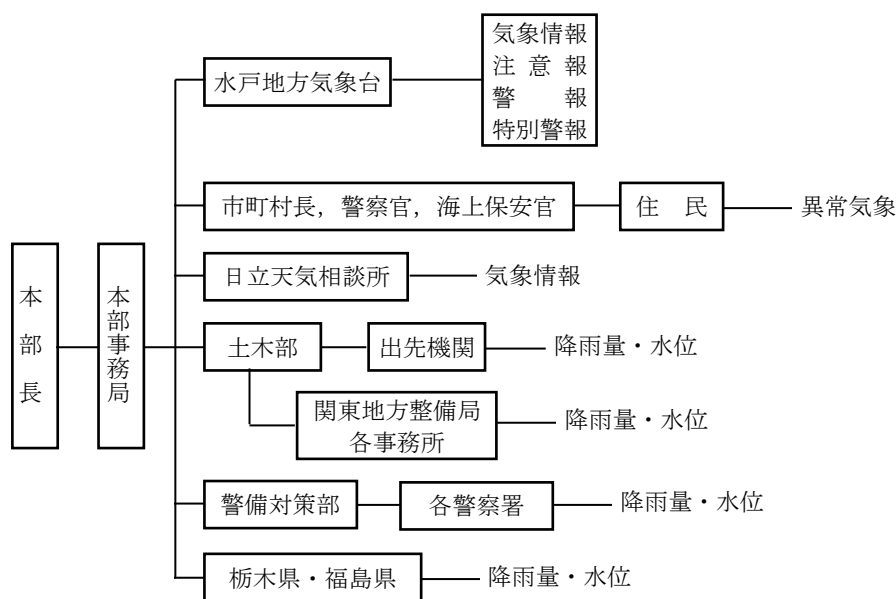 気象情報
注 意 報
警　　報
特別警報
水戸地方気象台
市町村長，警察官，海上保安官
住　民
異常気象
本部長
本部事務局
日立天気相談所
気象情報
土木部
出先機関
降雨量・水位
関東地方整備局
各事務所
降雨量・水位
警備対策部
各警察署
降雨量・水位
栃木県・福島県
降雨量・水位